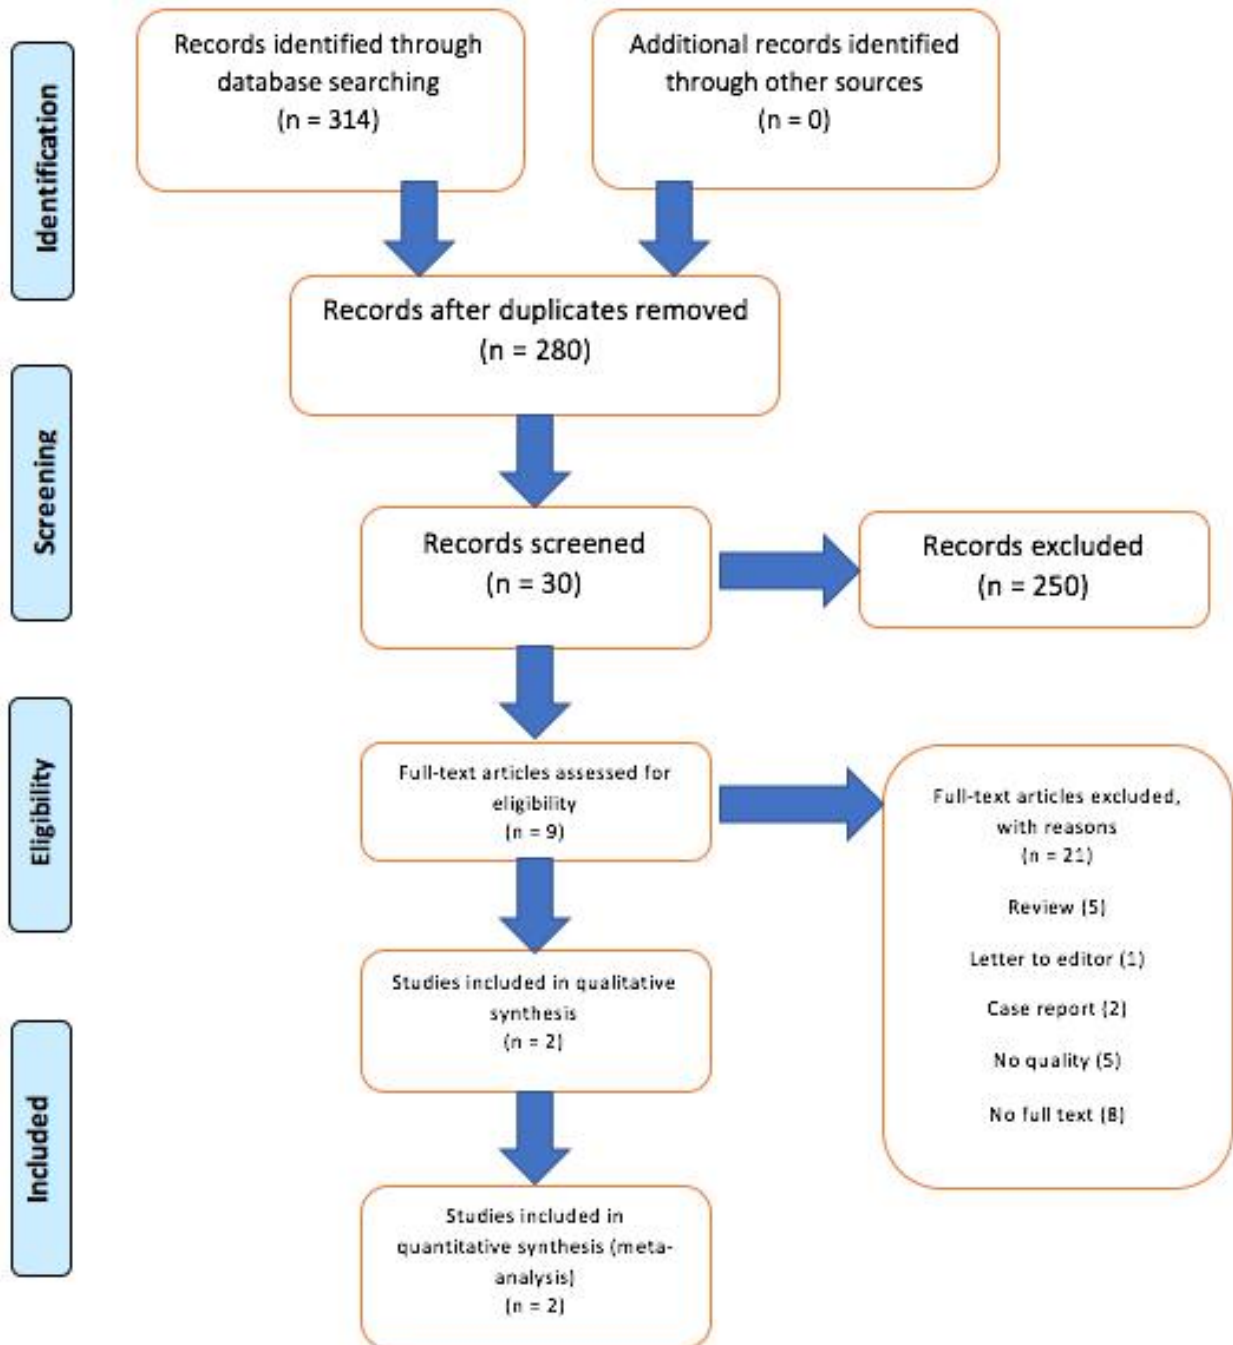 Identification
Records identified through
database searching
(n = 314)
Additional records identified
through other sources
(n = 0)
Records after duplicates removed
(n = 280)
Screening
Records screened
(n = 30)
Records excluded
(n = 250)
Eligibility
Full-text articles assessed for
eligibility
(n = 9)
Full-text articles excluded,
with reasons
(n = 21)
Review (5)
Letter to editor (1)
Case report (2)
No quality (5)
No full text (8)
Studies included in qualitative
synthesis
(n = 2)
Included
Studies included in
quantitative synthesis (meta-
analysis)
(n = 2)